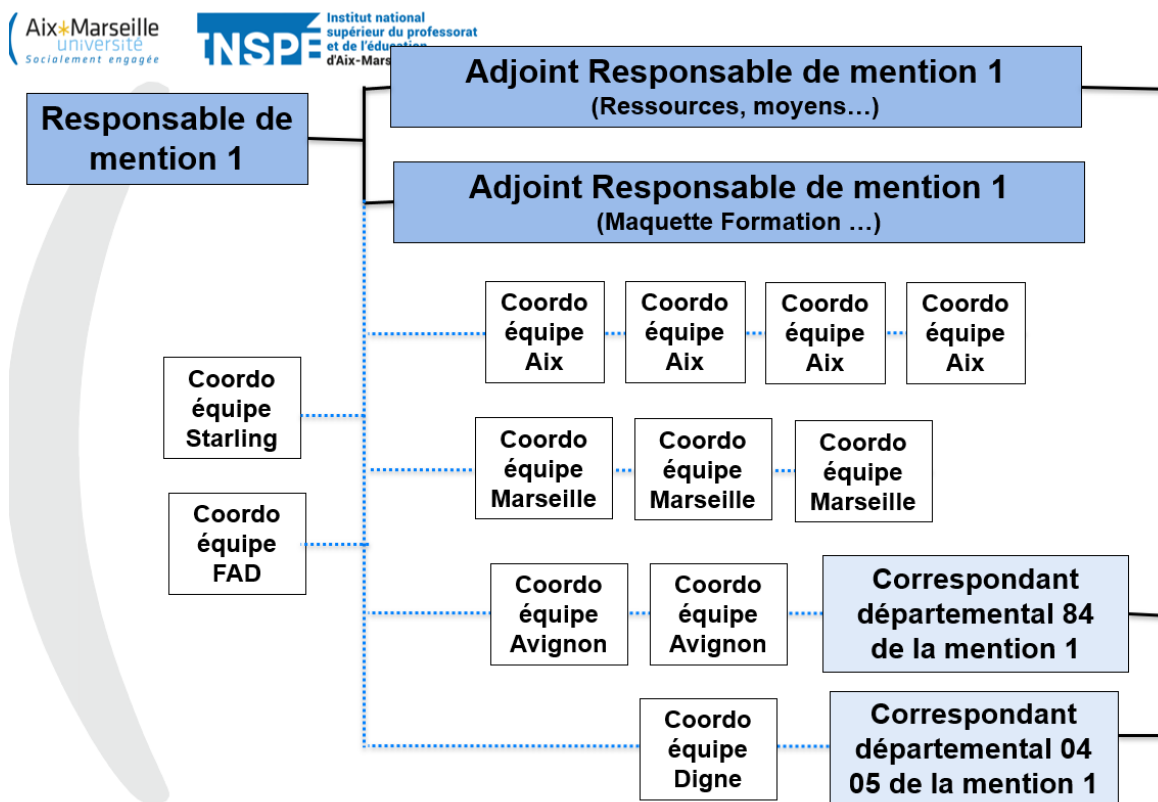 Aix*Marseille
université
Socialement engagée
INSPÉ
Institut national
supérieur du professorat
et de l'éducation
d'Aix-Mars
Responsable de
mention 1
Adjoint Responsable de mention 1
(Ressources, moyens…)
Adjoint Responsable de mention 1
(Maquette Formation …)
Coordo
équipe
Aix
Coordo
équipe
Aix
Coordo
équipe
Aix
Coordo
équipe
Aix
Coordo
équipe
Starling
Coordo
équipe
Marseille
Coordo
équipe
Marseille
Coordo
équipe
Marseille
Coordo
équipe
FAD
Coordo
équipe
Avignon
Coordo
équipe
Avignon
Correspondant
départemental 84
de la mention 1
Coordo
équipe
Digne
Correspondant
départemental 04
05 de la mention 1